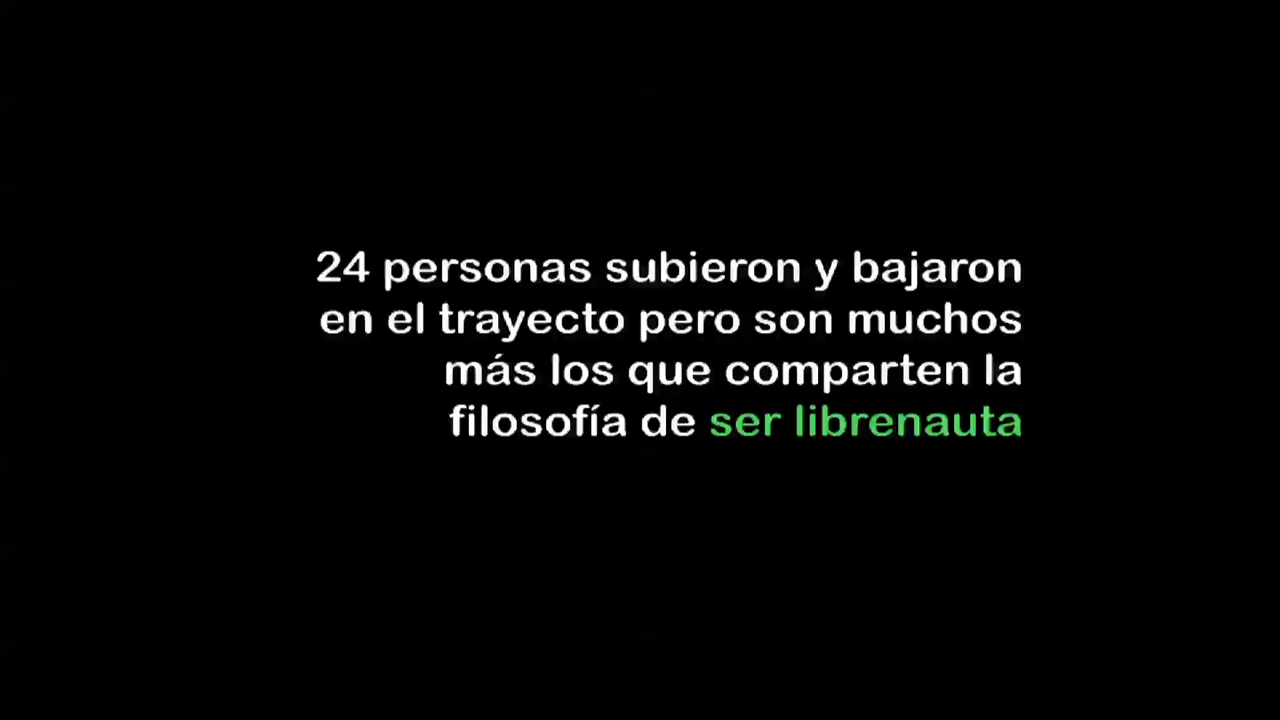 24 personas subieron y bajaron
en el trayecto pero son muchos
más los que comparten la
filosofía de ser librenauta